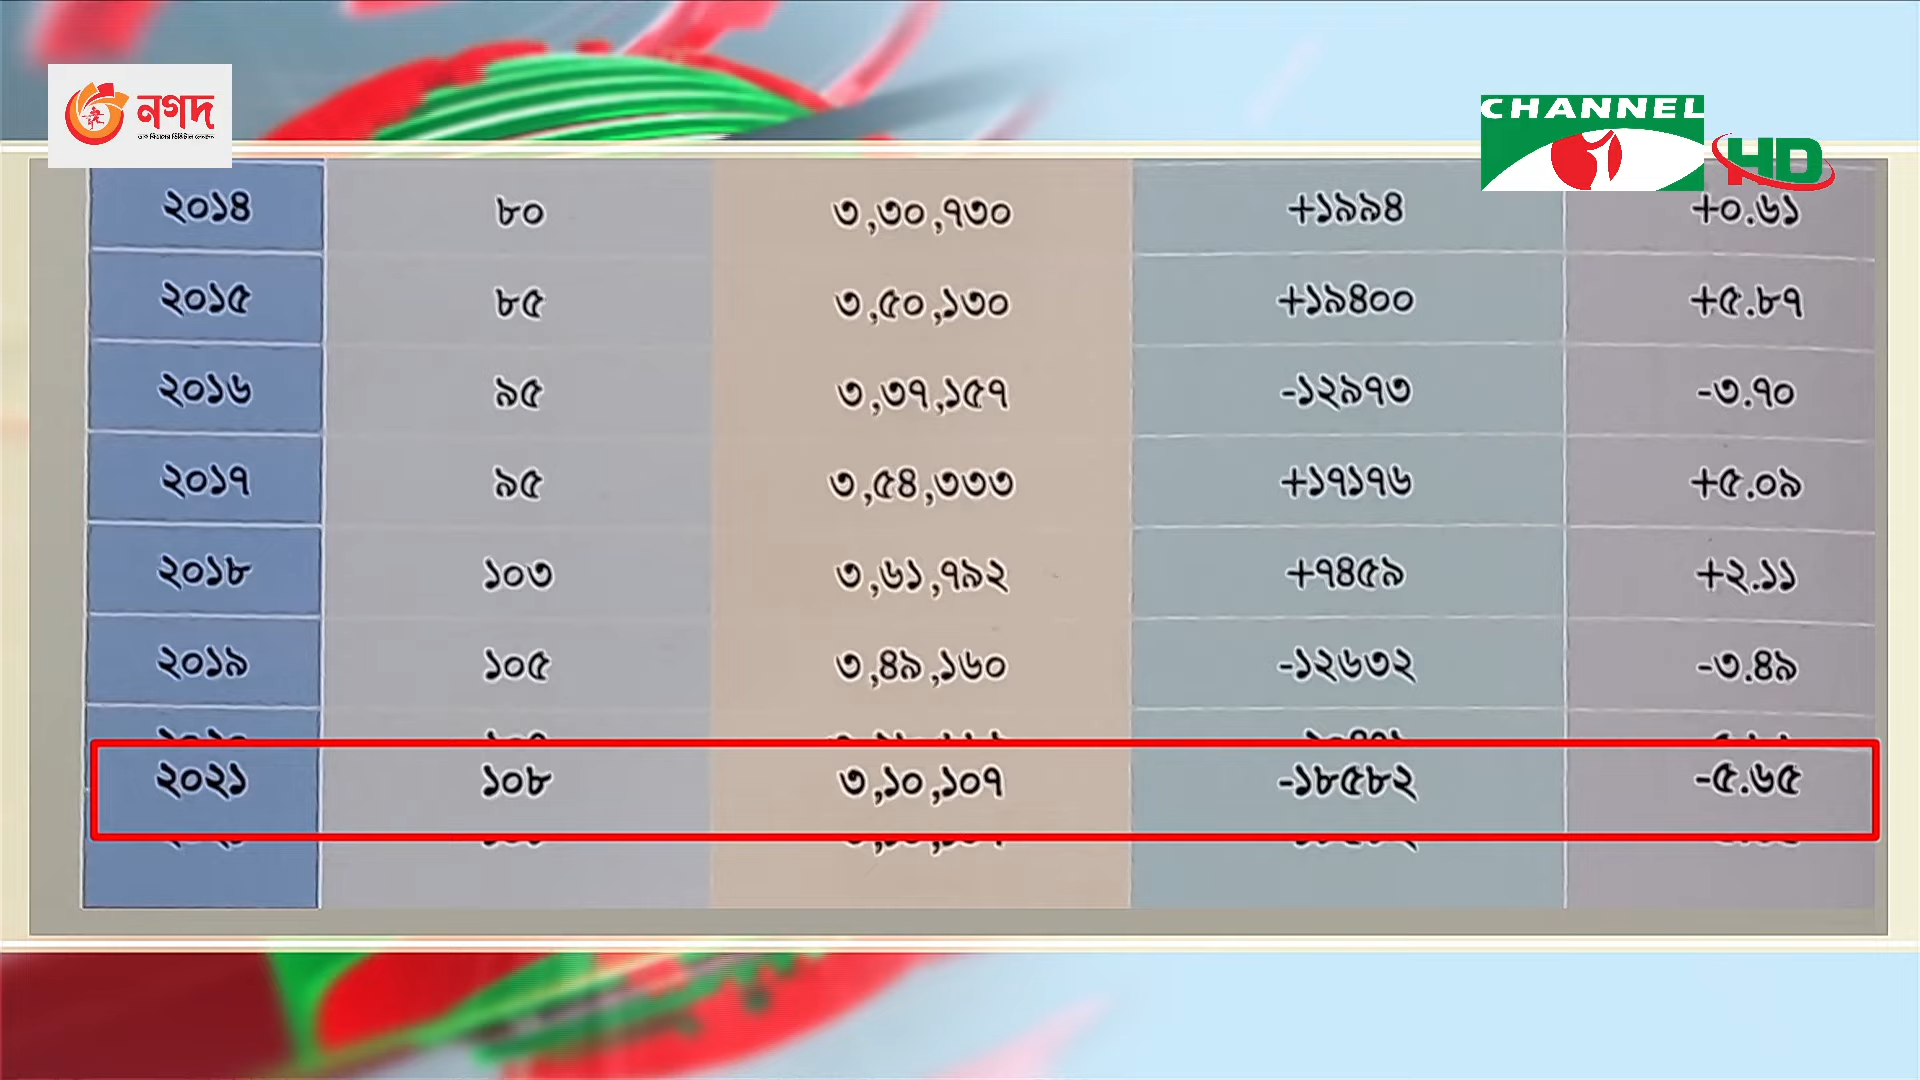 নগদ
CHANNEL
HD
২০১৪ ৮০ ৩,৩০,৭৩০ +১৯৯৪ +০.৬১
২০১৫ ৮৫ ৩,৫০,১৩০ +১৯৪০০ +৫.৮৭
২০১৬ ৯৫ ৩,৩৭,১৫৭ -১২৯৭৩ -৩.৭০
২০১৭ ৯৫ ৩,৫৪,৩৩৩ +১৭১৭৬ +৫.০৯
২০১৮ ১০৩ ৩,৬১,৭৯২ +৭৪৫৯ +২.১১
২০১৯ ১০৫ ৩,৪৯,১৬০ -১২৬৩২ -৩.৪৯
২০২১ ১০৮ ৩,১০,১০৭ -১৮৫৮২ -৫.৬৫